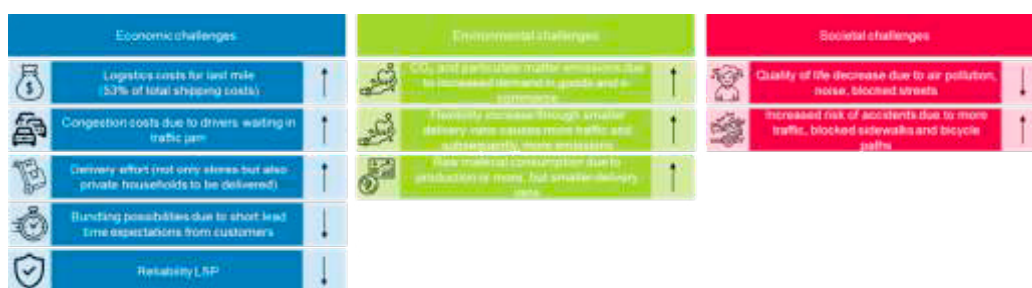 Economic challenges
Logistics costs for last mile
(53% of total shipping costs)
Congestion costs due to drivers waiting in
traffic jam
Delivery effort (not only stores but also
private households to be delivered)
Bundling possibilities due to short lead
time expectations from customers
Reliability LSP
Environmental challenges
CO₂ and particulate matter emissions due
to increased demand in goods and e-
commerce
Flexibility increase through smaller
delivery vans causes more traffic and
subsequently, more emissions
Raw material consumption due to
production of more, but smaller delivery
vans
Societal challenges
Quality of life decrease due to air pollution,
noise, blocked streets
Increased risk of accidents due to more
traffic, blocked sidewalks and bicycle
paths